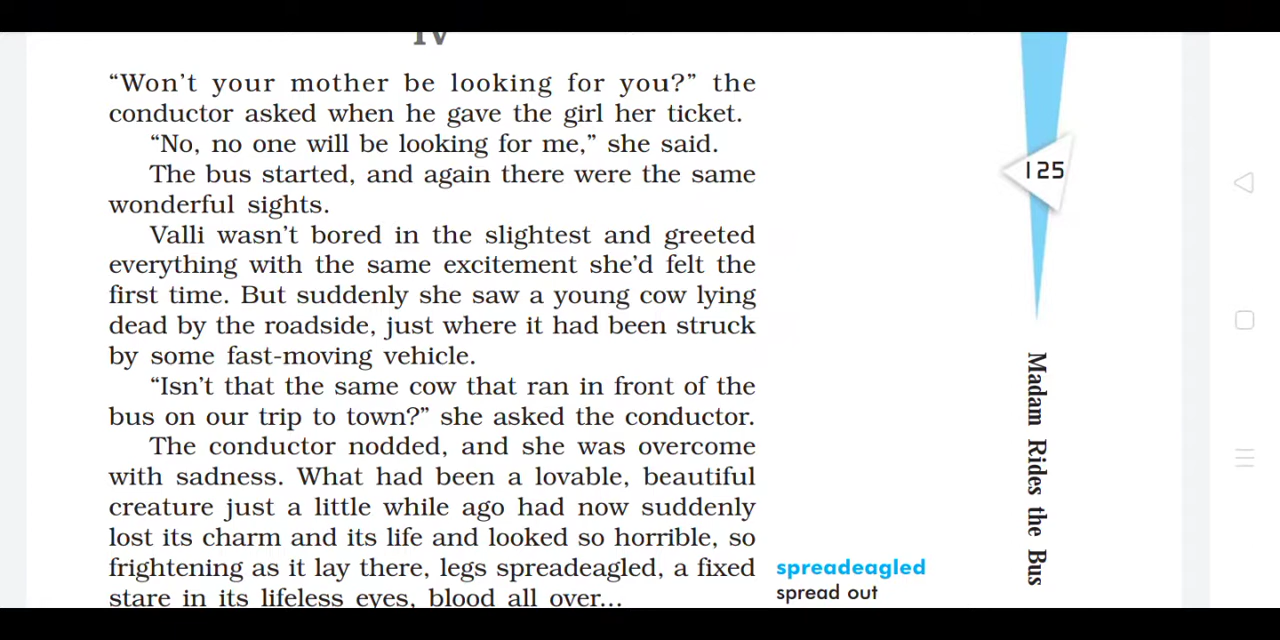 IV
“Won’t your mother be looking for you?” the
conductor asked when he gave the girl her ticket.
“No, no one will be looking for me,” she said.
The bus started, and again there were the same
wonderful sights.
Valli wasn’t bored in the slightest and greeted
everything with the same excitement she’d felt the
first time. But suddenly she saw a young cow lying
dead by the roadside, just where it had been struck
by some fast-moving vehicle.
“Isn’t that the same cow that ran in front of the
bus on our trip to town?” she asked the conductor.
The conductor nodded, and she was overcome
with sadness. What had been a lovable, beautiful
creature just a little while ago had now suddenly
lost its charm and its life and looked so horrible, so
frightening as it lay there, legs spreadeagled, a fixed
stare in its lifeless eyes, blood all over...
spreadeagled
spread out
125
Madam Rides the Bus